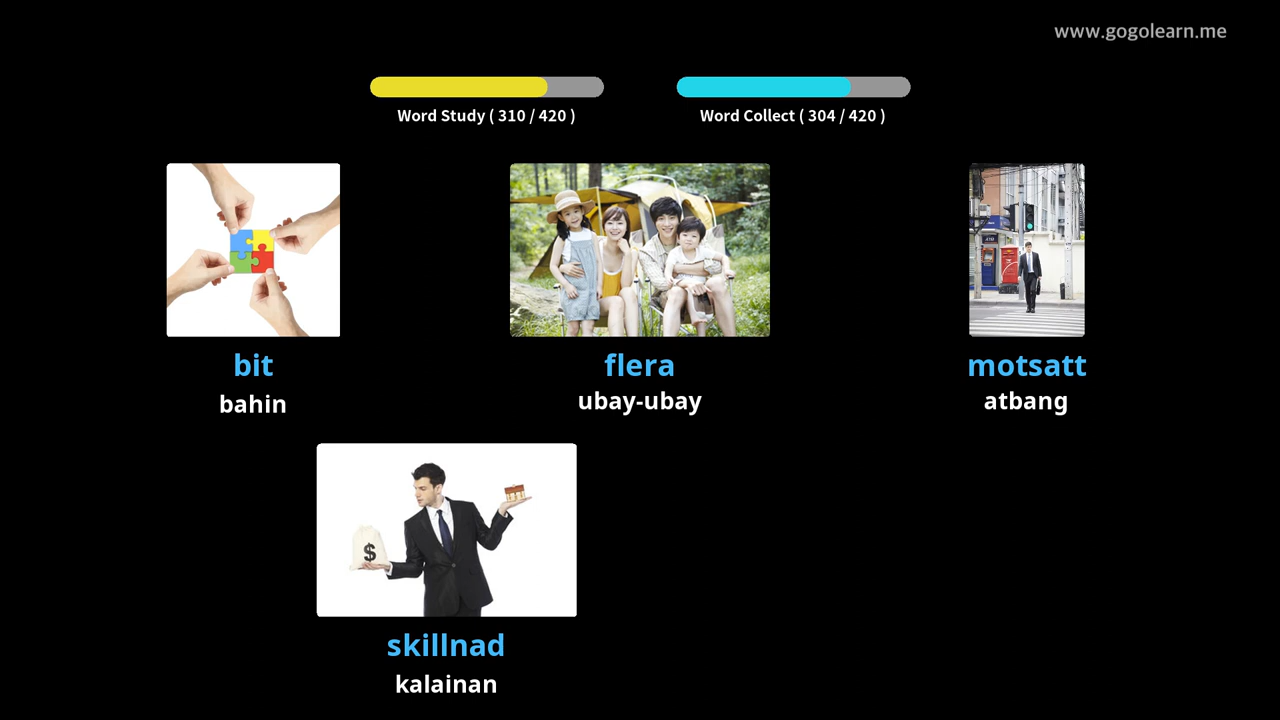 www.gogolearn.me
Word Study ( 310 / 420 )
Word Collect ( 304 / 420 )
bit
bahin
flera
ubay-ubay
motsatt
atbang
$
skillnad
kalainan